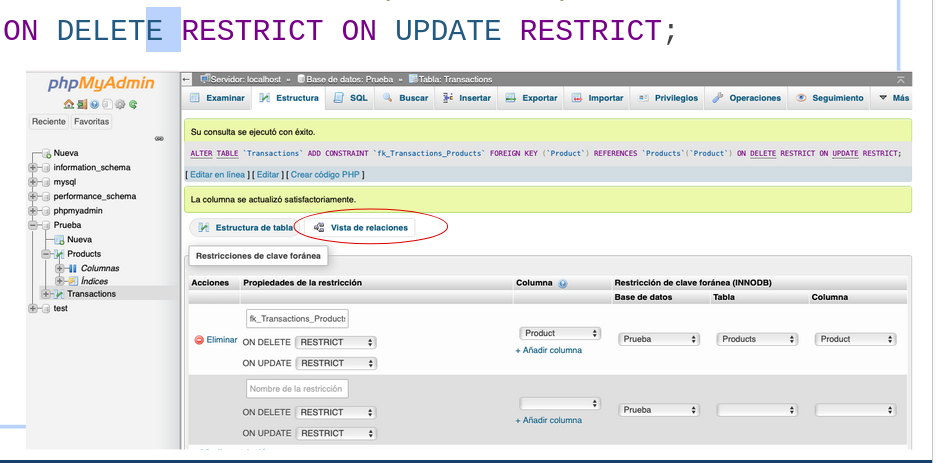 ON DELETE RESTRICT ON UPDATE RESTRICT;
phpMyAdmin
Reciente Favoritas
Nueva
information_schema
mysql
performance_schema
phpmyadmin
Prueba
Nueva
Products
Columnas
Índices
Transactions
test
Servidor: localhost » Base de datos: Prueba » Tabla: Transactions
Examinar Estructura SQL Buscar Insertar Exportar Importar Privilegios Operaciones Seguimiento Más
Su consulta se ejecutó con éxito.
ALTER TABLE `Transactions` ADD CONSTRAINT `fk_Transactions_Products` FOREIGN KEY (`Product`) REFERENCES `Products`(`Product`) ON DELETE RESTRICT ON UPDATE RESTRICT;
[ Editar en línea ] [ Editar ] [ Crear código PHP ]
La columna se actualizó satisfactoriamente.
Estructura de tabla Vista de relaciones
Restricciones de clave foránea
Acciones Propiedades de la restricción Columna Restricción de clave foránea (INNODB)
Base de datos Tabla Columna
fk_Transactions_Products
Eliminar ON DELETE RESTRICT Product Prueba Products Product
+ Añadir columna
ON UPDATE RESTRICT
Nombre de la restricción
ON DELETE RESTRICT Prueba
+ Añadir columna
ON UPDATE RESTRICT